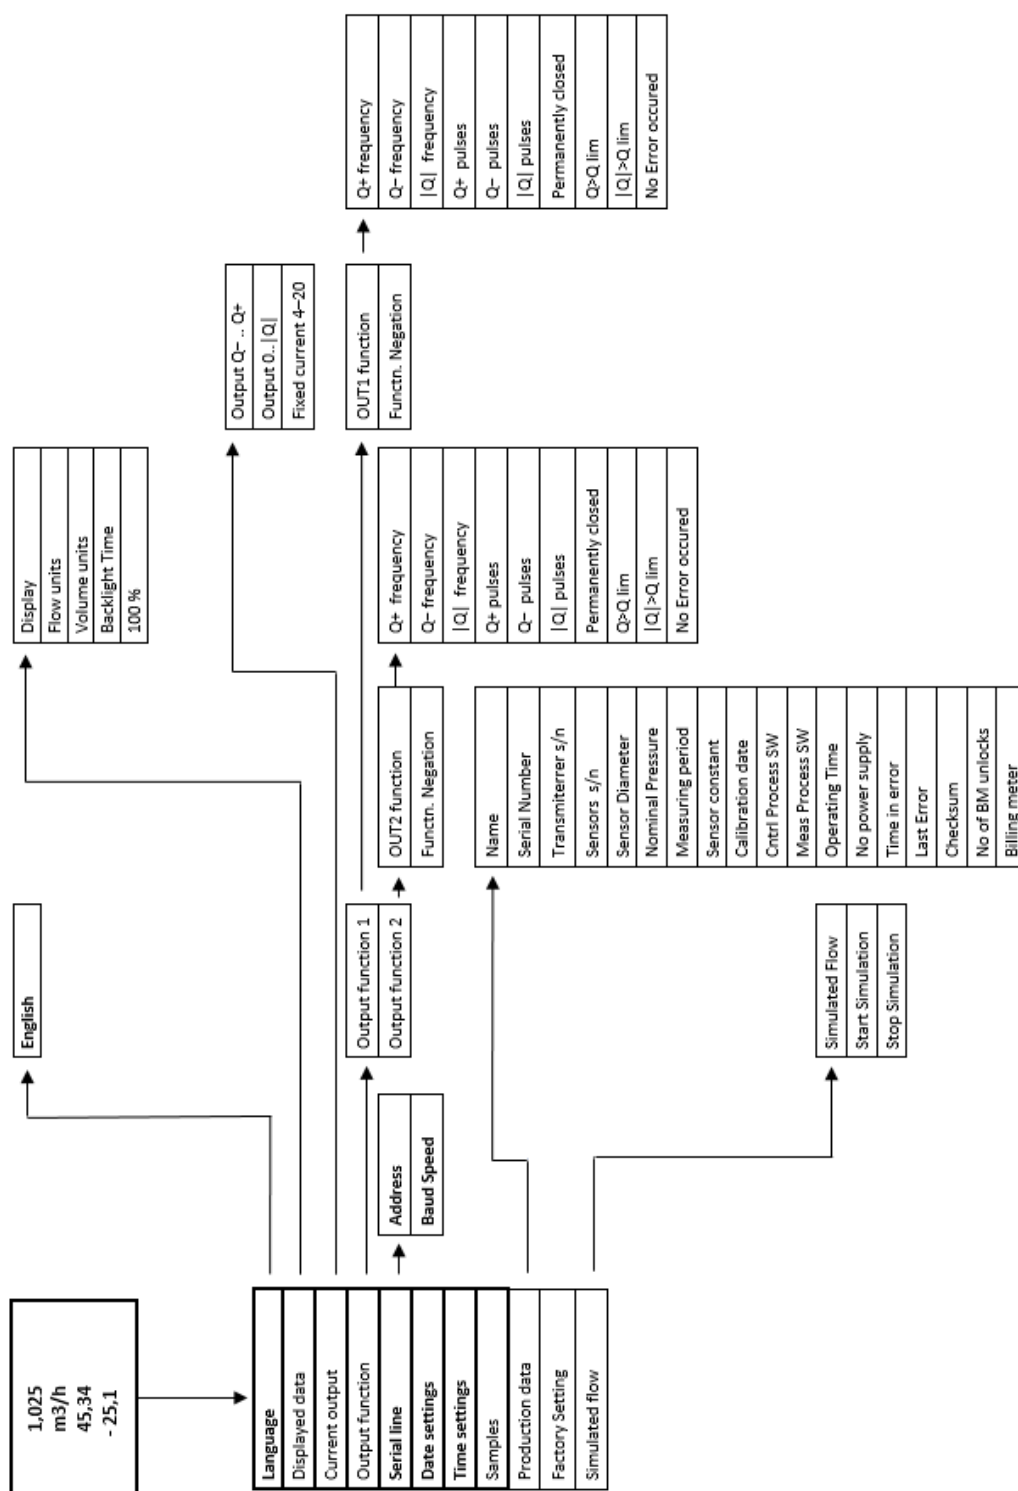 1,025
m3/h
45,34
- 25,1
Language
Displayed data
Current output
Output function
Serial line
Date settings
Time settings
Samples
Production data
Factory Setting
Simulated flow
English
Display
Flow units
Volume units
Backlight Time
100 %
Output Q− .. Q+
Output 0..|Q|
Fixed current 4–20
Output function 1
Output function 2
OUT1 function
Functn. Negation
Q+ frequency
Q− frequency
|Q| frequency
Q+ pulses
Q− pulses
|Q| pulses
Permanently closed
Q>Q lim
|Q|>Q lim
No Error occured
OUT2 function
Functn. Negation
Q+ frequency
Q− frequency
|Q| frequency
Q+ pulses
Q− pulses
|Q| pulses
Permanently closed
Q>Q lim
|Q|>Q lim
No Error occured
Address
Baud Speed
Name
Serial Number
Transmiterrer s/n
Sensors s/n
Sensor Diameter
Nominal Pressure
Measuring period
Sensor constant
Calibration date
Cntrl Process SW
Meas Process SW
Operating Time
No power supply
Time in error
Last Error
Checksum
No of BM unlocks
Billing meter
Simulated Flow
Start Simulation
Stop Simulation